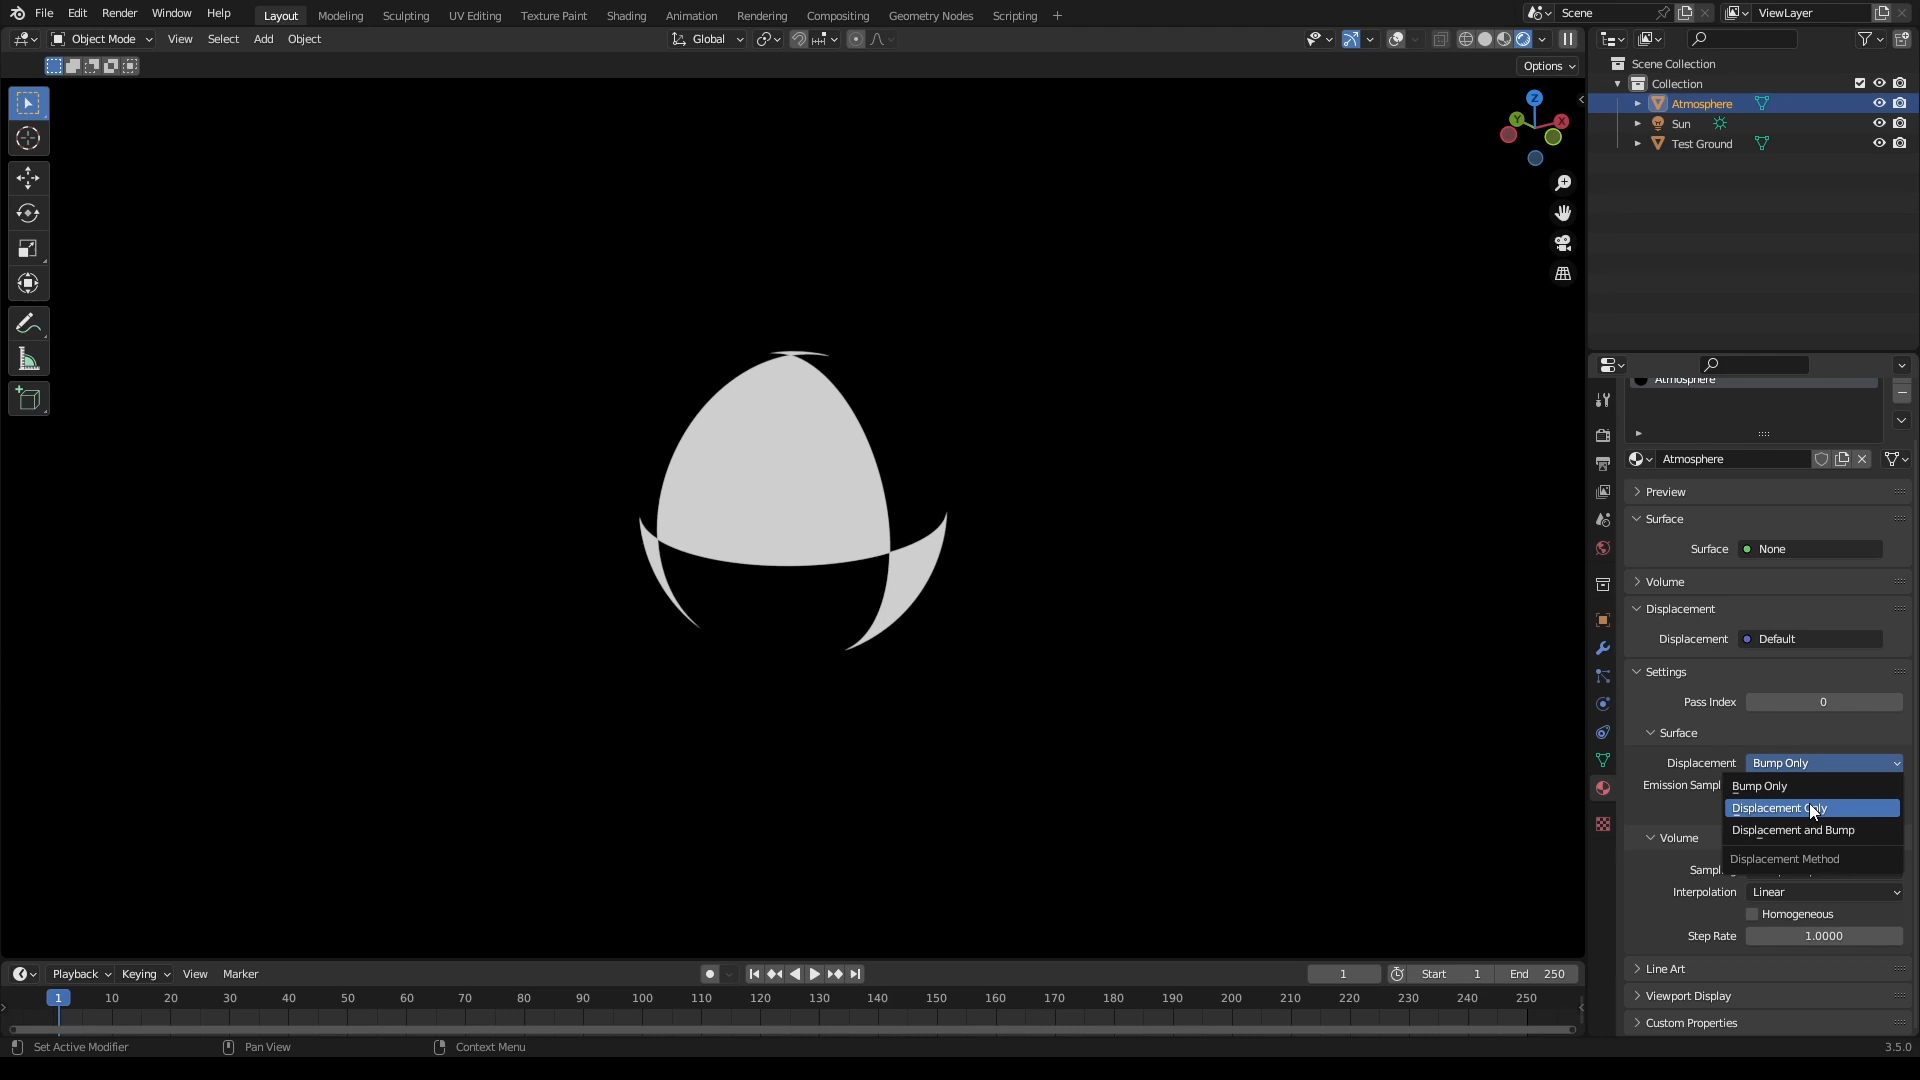 File Edit Render Window Help Layout Modeling Sculpting UV Editing Texture Paint Shading Animation Rendering Compositing Geometry Nodes Scripting + Scene ViewLayer
Object Mode View Select Add Object Global
Options
Z
Y
X
Scene Collection
Collection
Atmosphere
Sun
Test Ground
Atmosphere
Atmosphere
Preview
Surface
Surface None
Volume
Displacement
Displacement Default
Settings
Pass Index 0
Surface
Displacement Bump Only
Emission Sampl
Bump Only
Displacement Only
Displacement and Bump
Displacement Method
Volume
Sampli
Interpolation Linear
Homogeneous
Step Rate 1.0000
Line Art
Viewport Display
Custom Properties
Playback Keying View Marker 1 Start 1 End 250
1 10 20 30 40 50 60 70 80 90 100 110 120 130 140 150 160 170 180 190 200 210 220 230 240 250
Set Active Modifier Pan View Context Menu 3.5.0